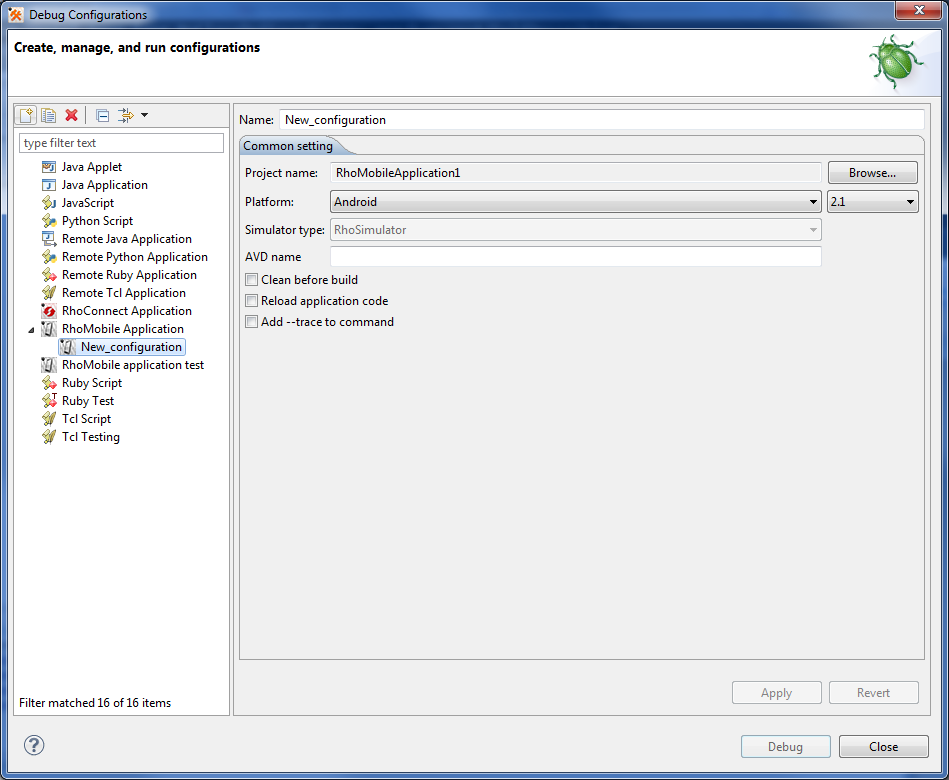 Debug Configurations
Create, manage, and run configurations
type filter text
Java Applet
Java Application
JavaScript
Python Script
Remote Java Application
Remote Python Application
Remote Ruby Application
Remote Tcl Application
RhoConnect Application
RhoMobile Application
New_configuration
RhoMobile application test
Ruby Script
Ruby Test
Tcl Script
Tcl Testing
Filter matched 16 of 16 items
Name: New_configuration
Common setting
Project name: RhoMobileApplication1 Browse...
Platform: Android 2.1
Simulator type: RhoSimulator
AVD name
Clean before build
Reload application code
Add --trace to command
Apply Revert
? Debug Close